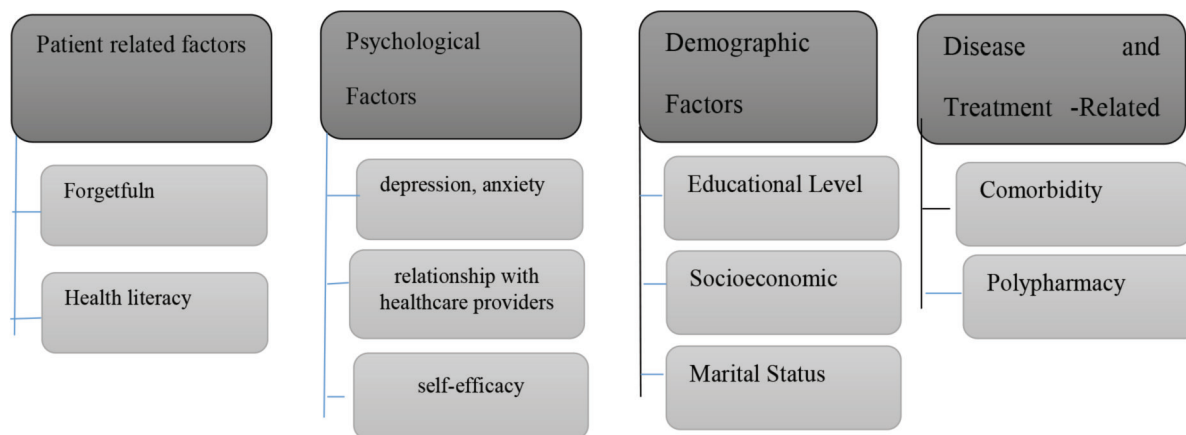 Patient related factors
Forgetfuln
Health literacy
Psychological
Factors
depression, anxiety
relationship with
healthcare providers
self-efficacy
Demographic
Factors
Educational Level
Socioeconomic
Marital Status
Disease and
Treatment -Related
Comorbidity
Polypharmacy